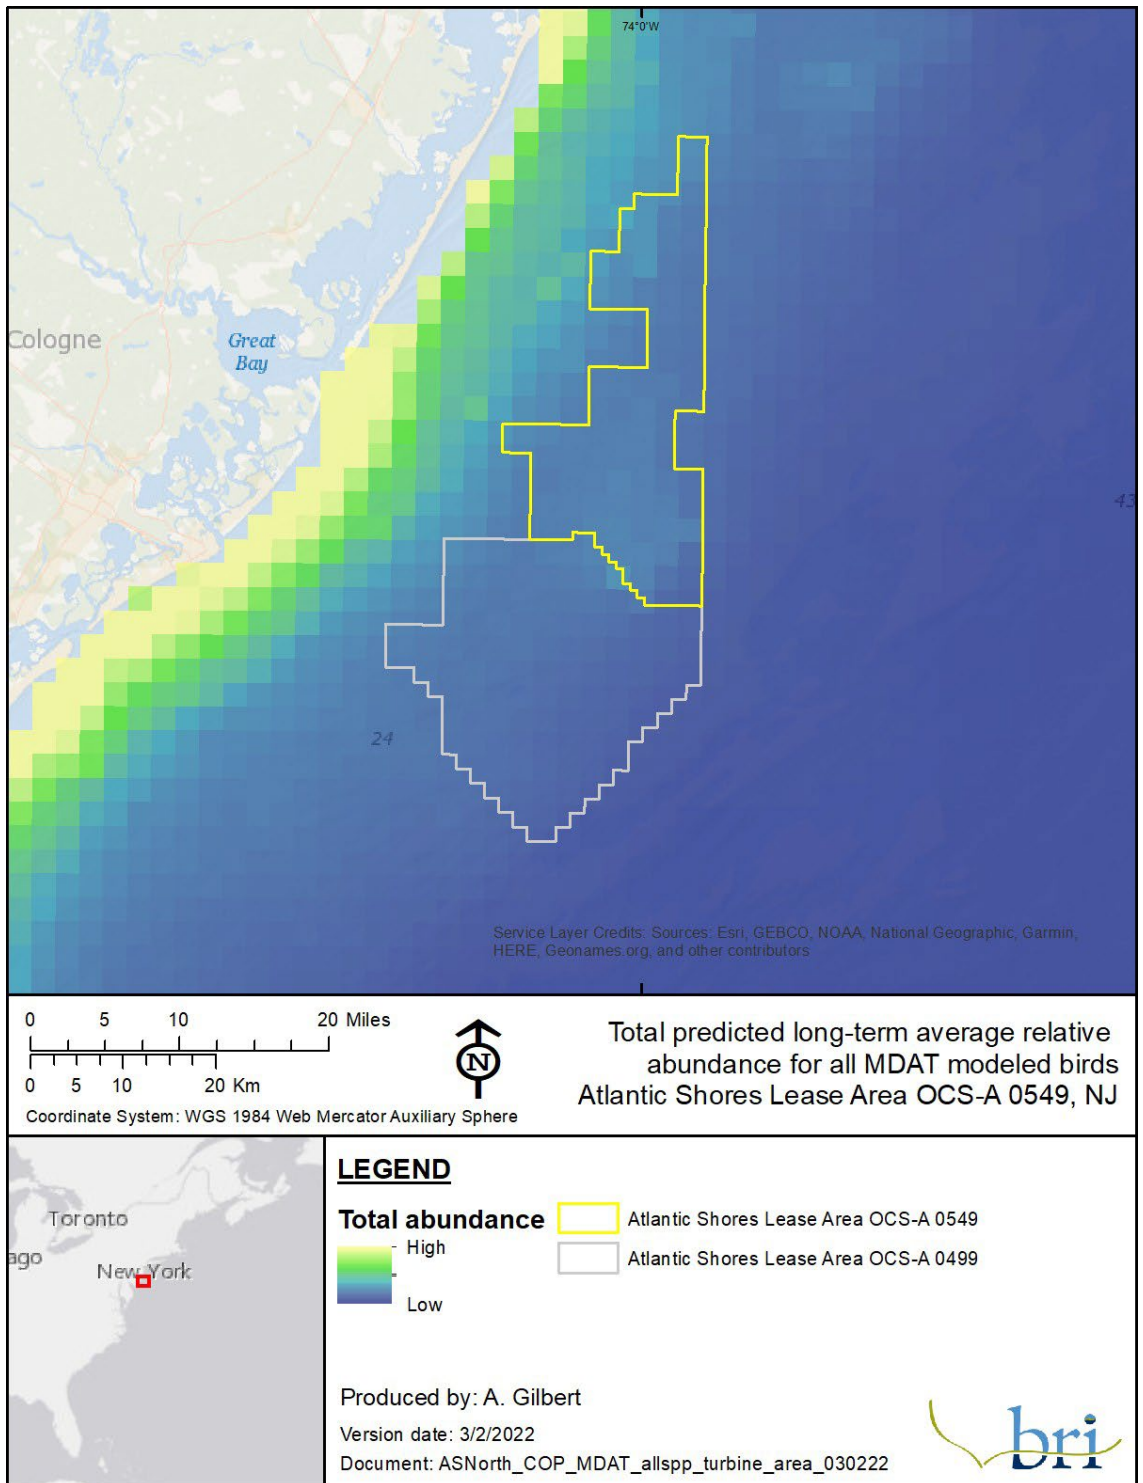 74°0'W
Cologne
Great
Bay
43
24
Service Layer Credits: Sources: Esri, GEBCO, NOAA, National Geographic, Garmin,
HERE, Geonames.org, and other contributors
0 5 10 20 Miles
0 5 10 20 Km
N
Coordinate System: WGS 1984 Web Mercator Auxiliary Sphere
Total predicted long-term average relative
abundance for all MDAT modeled birds
Atlantic Shores Lease Area OCS-A 0549, NJ
Toronto
ago
New York
LEGEND
Total abundance
High
Low
Atlantic Shores Lease Area OCS-A 0549
Atlantic Shores Lease Area OCS-A 0499
Produced by: A. Gilbert
Version date: 3/2/2022
Document: ASNorth_COP_MDAT_allspp_turbine_area_030222
bri